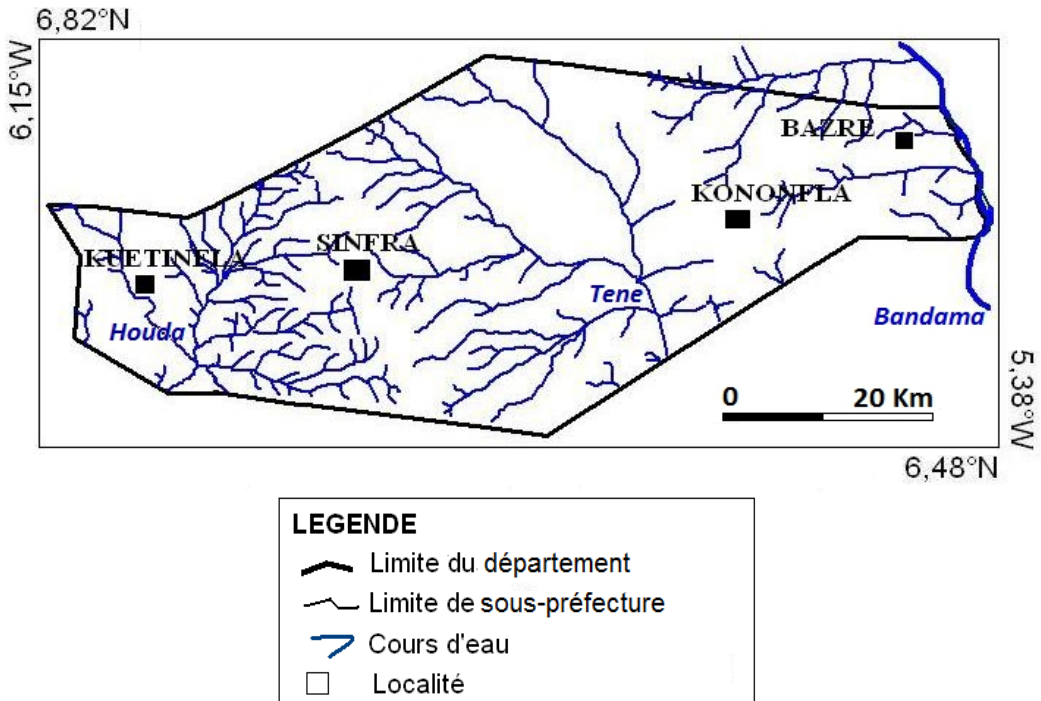 6,82°N
6,15°W
BAZRE
KONONFLA
SINFRA
KUETINFLA
Tene
Houda
Bandama
0 20 Km
5,38°W
6,48°N
LEGENDE
Limite du département
Limite de sous-préfecture
Cours d'eau
Localité